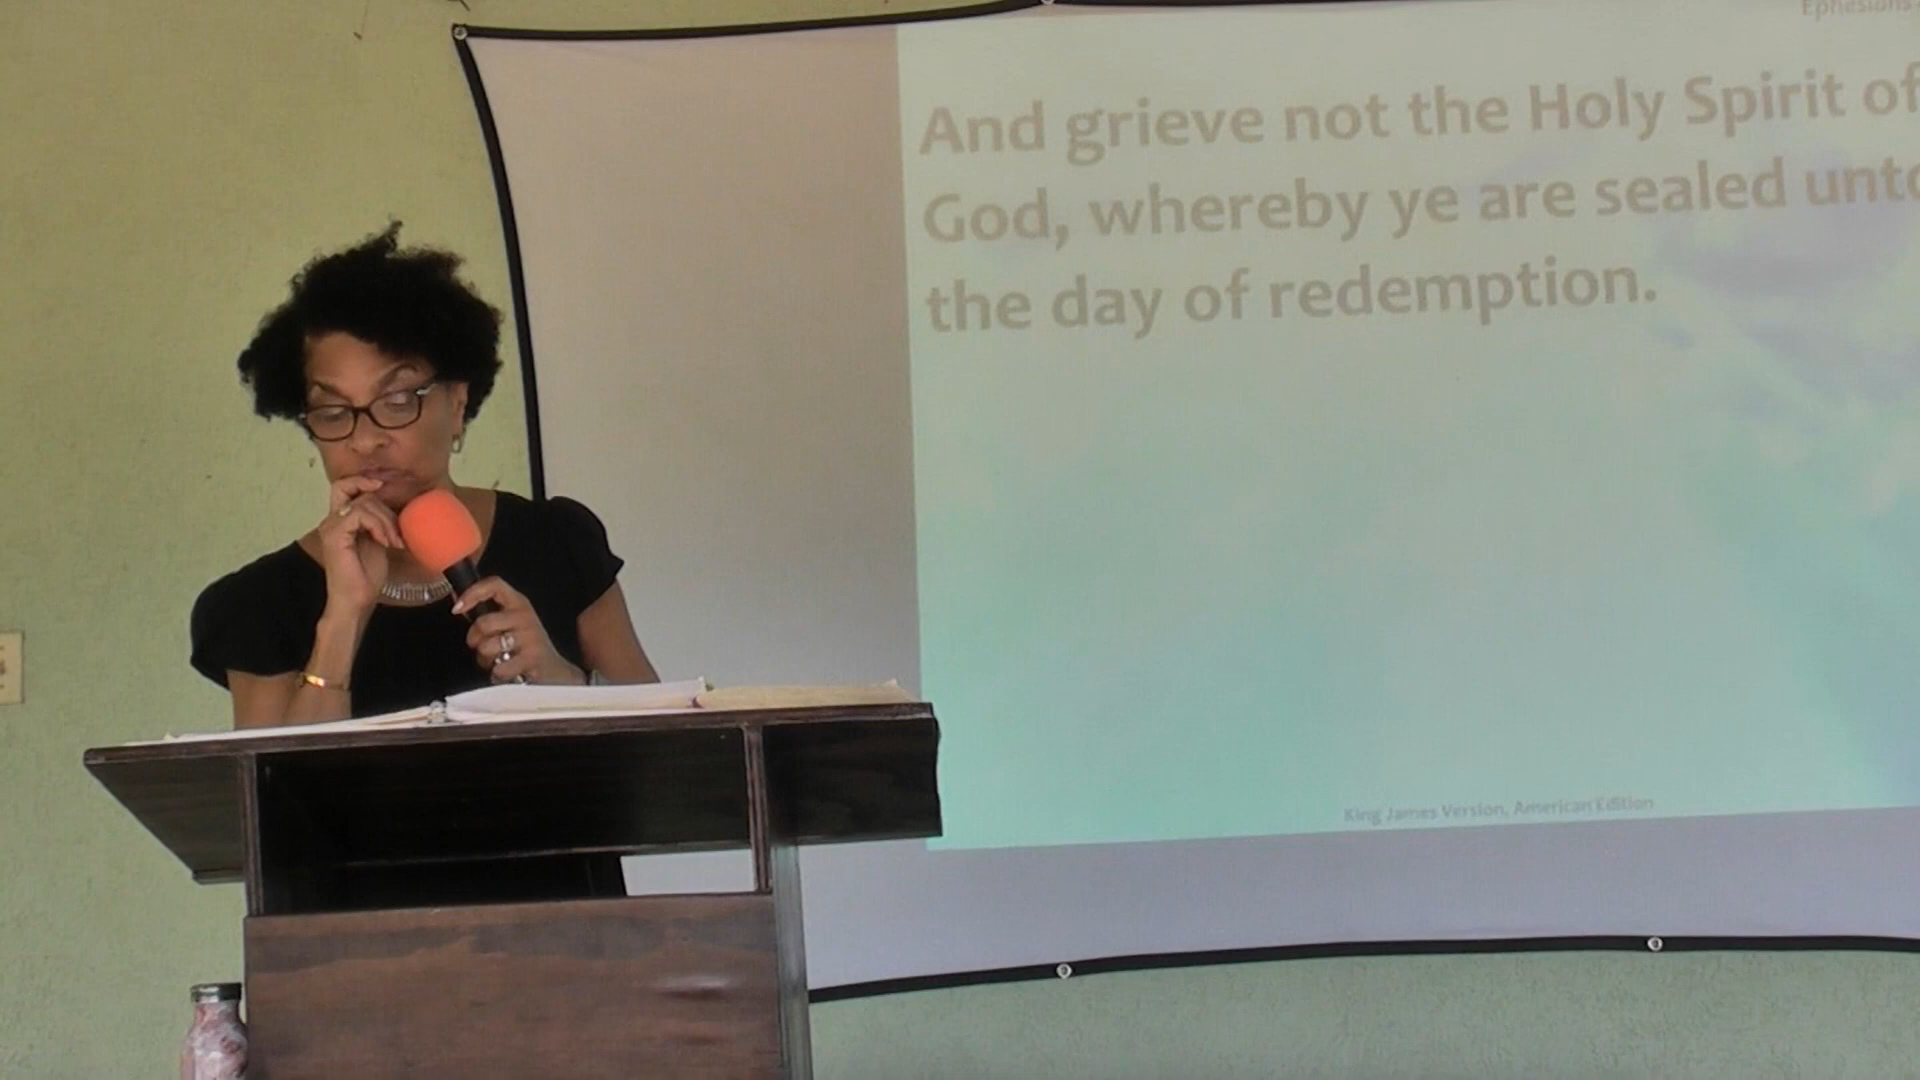 Ephesians
And grieve not the Holy Spirit of
God, whereby ye are sealed unto
the day of redemption.
King James Version, American Edition